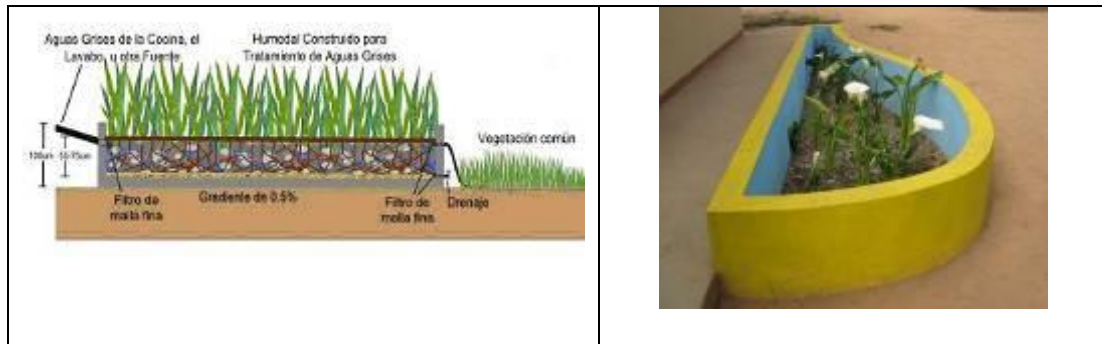 Aguas Grises de la Cocina, el
Lavabo, u otra Fuente
Humedal Construido para
Tratamiento de Aguas Grises
Vegetación común
100cm
Filtro de
malla fina
Gradiente de 0.5%
Filtro de
malla fina
Drenaje